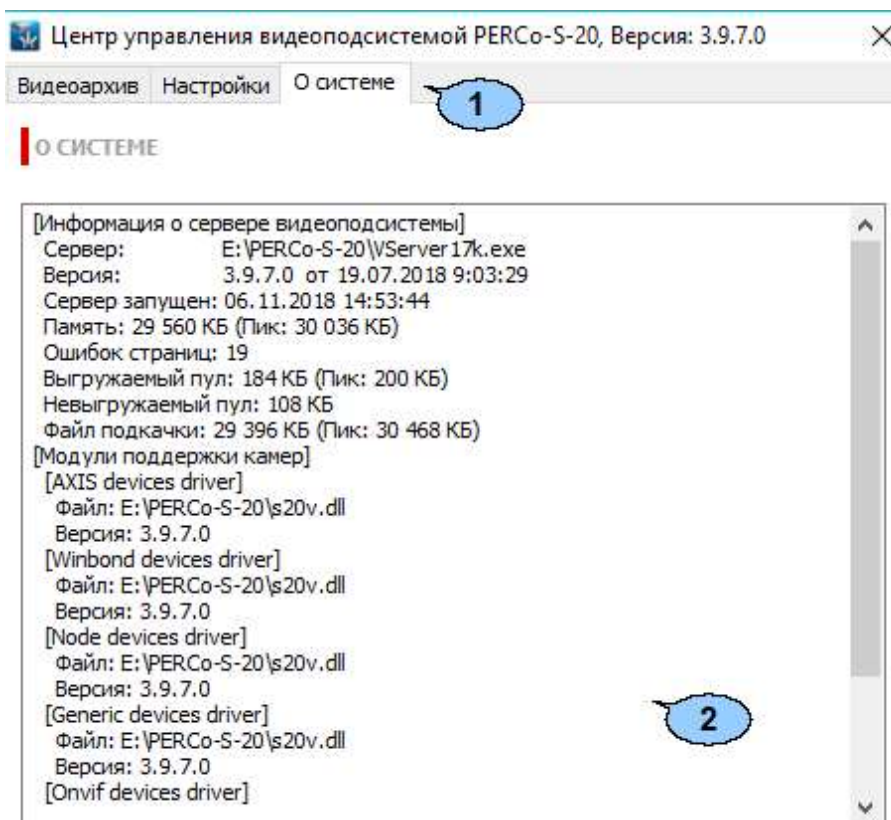 Центр управления видеоподсистемой PERCo-S-20, Версия: 3.9.7.0
Видеоархив Настройки О системе
1
О СИСТЕМЕ
[Информация о сервере видеоподсистемы]
Сервер: E:\PERCo-S-20\VServer17k.exe
Версия: 3.9.7.0 от 19.07.2018 9:03:29
Сервер запущен: 06.11.2018 14:53:44
Память: 29 560 КБ (Пик: 30 036 КБ)
Ошибок страниц: 19
Выгружаемый пул: 184 КБ (Пик: 200 КБ)
Невыгружаемый пул: 108 КБ
Файл подкачки: 29 396 КБ (Пик: 30 468 КБ)
[Модули поддержки камер]
[AXIS devices driver]
Файл: E:\PERCo-S-20\s20v.dll
Версия: 3.9.7.0
[Winbond devices driver]
Файл: E:\PERCo-S-20\s20v.dll
Версия: 3.9.7.0
[Node devices driver]
Файл: E:\PERCo-S-20\s20v.dll
Версия: 3.9.7.0
[Generic devices driver]
Файл: E:\PERCo-S-20\s20v.dll
2
Версия: 3.9.7.0
[Onvif devices driver]